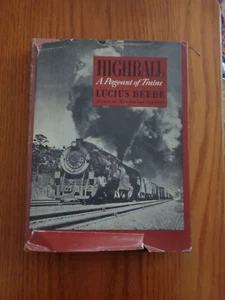 HIGHBALL
A Pageant of Trains
LUCIUS BEEBE